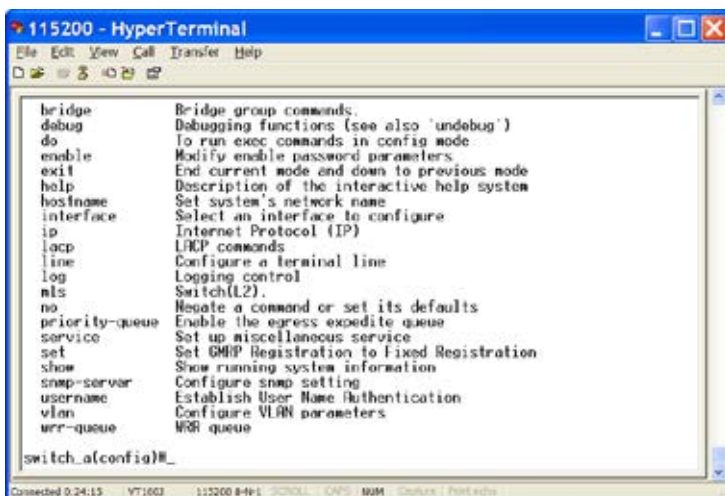 115200 - HyperTerminal
File Edit View Call Transfer Help
bridge Bridge group commands.
debug Debugging functions (see also 'undebug')
do To run exec commands in config mode
enable Modify enable password parameters
exit End current mode and down to previous mode
help Description of the interactive help system
hostname Set system's network name
interface Select an interface to configure
ip Internet Protocol (IP)
lacp LACP commands
line Configure a terminal line
log Logging control
mls Switch(L2).
no Negate a command or set its defaults
priority-queue Enable the egress expedite queue
service Set up miscellaneous service
set Set GMRP Registration to Fixed Registration
show Show running system information
snmp-server Configure snmp setting
username Establish User Name Authentication
vlan Configure VLAN parameters
wrr-queue WRR queue
switch_a(config)#_
Connected 0:24:15 VT100J 115200 8-N-1 SCROLL CAPS NUM Capture Print echo